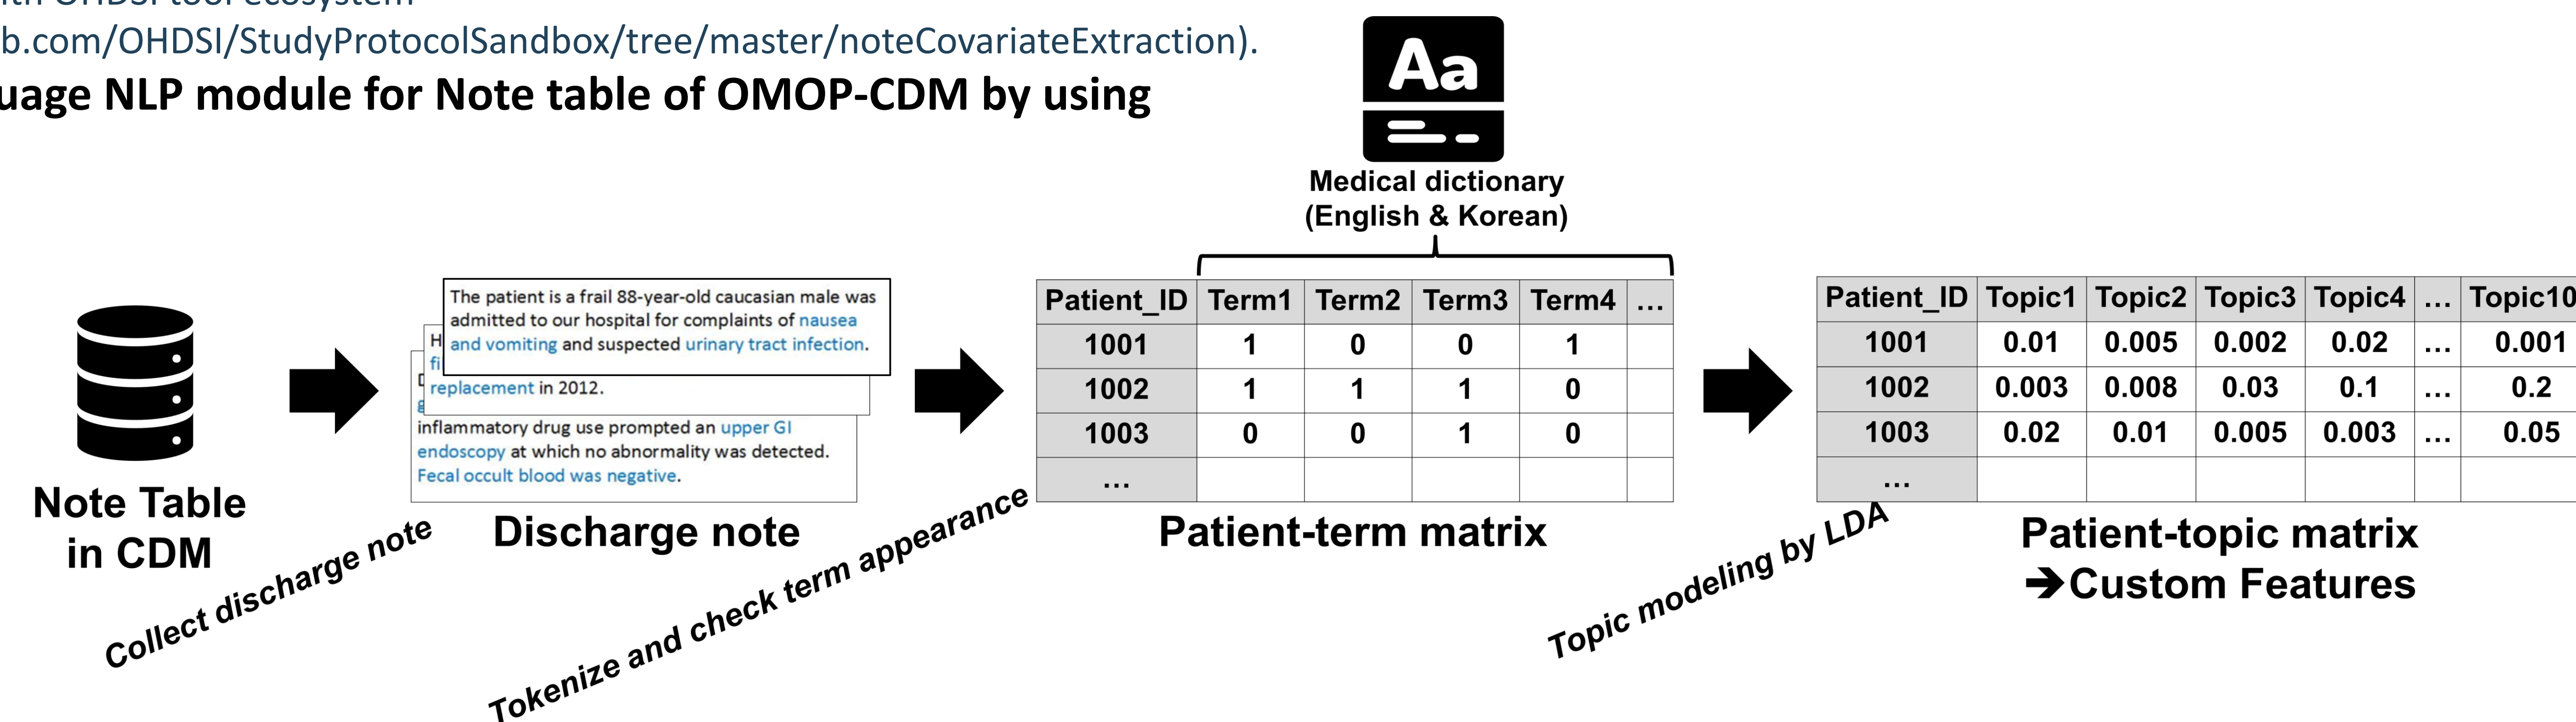 OHDSI tool ecosystem
b.com/OHDSI/StudyProtocolSandbox/tree/master/noteCovariateExtraction).
uage NLP module for Note table of OMOP-CDM by using
Aa
Medical dictionary
(English & Korean)
Note Table
in CDM
Collect discharge note
The patient is a frail 88-year-old caucasian male was
admitted to our hospital for complaints of nausea
and vomiting and suspected urinary tract infection.
H
fi
replacement in 2012.
D
g
inflammatory drug use prompted an upper GI
endoscopy at which no abnormality was detected.
Fecal occult blood was negative.
Discharge note
Tokenize and check term appearance
Patient_ID Term1 Term2 Term3 Term4 ...
1001 1 0 0 1
1002 1 1 1 0
1003 0 0 1 0
...
Patient-term matrix
Topic modeling by LDA
Patient_ID Topic1 Topic2 Topic3 Topic4 ... Topic10
1001 0.01 0.005 0.002 0.02 ... 0.001
1002 0.003 0.008 0.03 0.1 ... 0.2
1003 0.02 0.01 0.005 0.003 ... 0.05
...
Patient-topic matrix
➔Custom Features